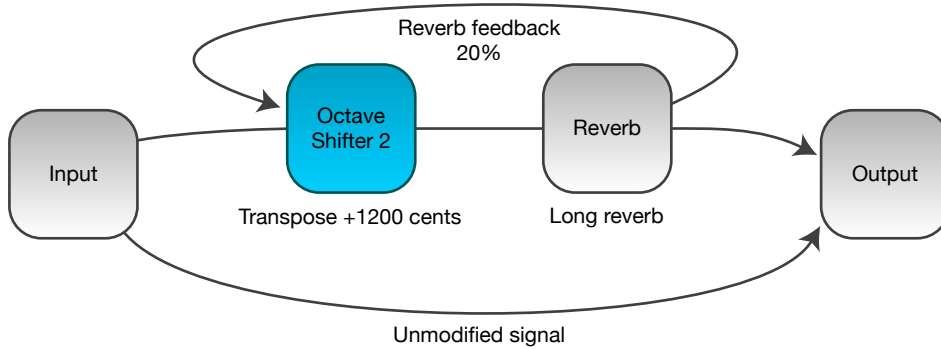 Reverb feedback
20%
Input
Octave
Shifter 2
Reverb
Output
Transpose +1200 cents
Long reverb
Unmodified signal